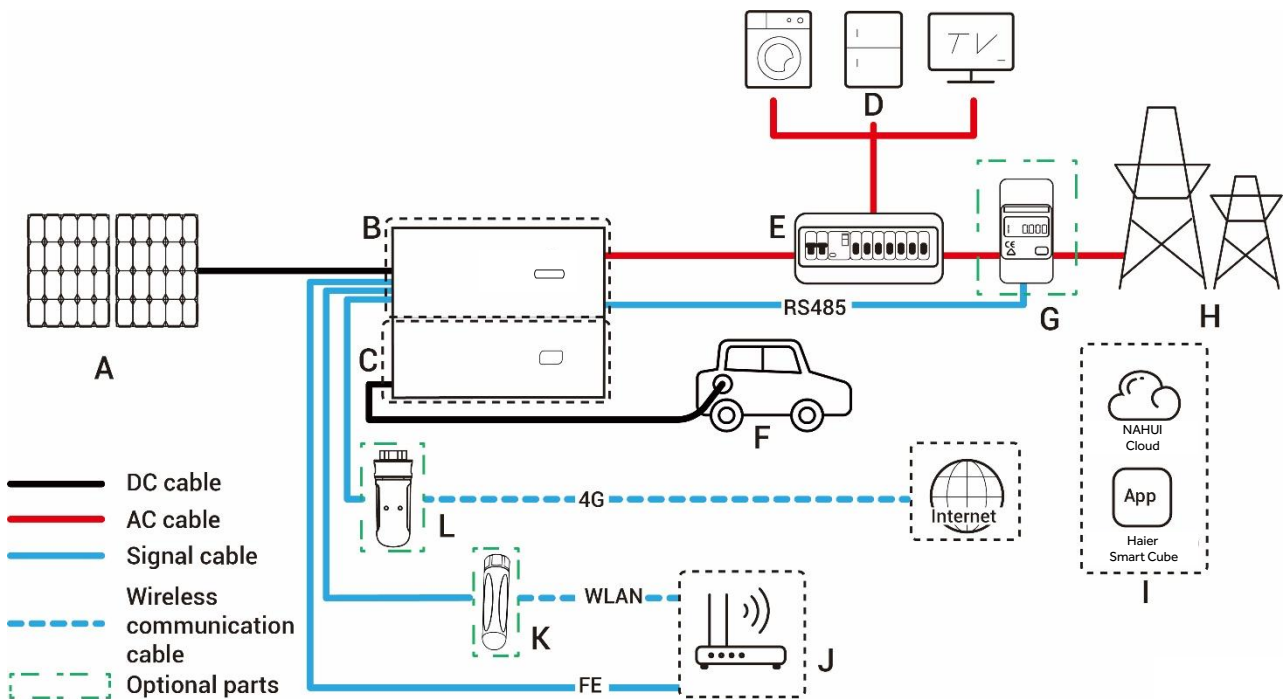 TV
D
B
E
1 0.000
CE
RS485
G
H
A
C
F
NAHUI
Cloud
App
Haier
Smart Cube
I
DC cable
AC cable
Signal cable
Wireless
communication
cable
Optional parts
4G
L
Internet
WLAN
K
J
FE